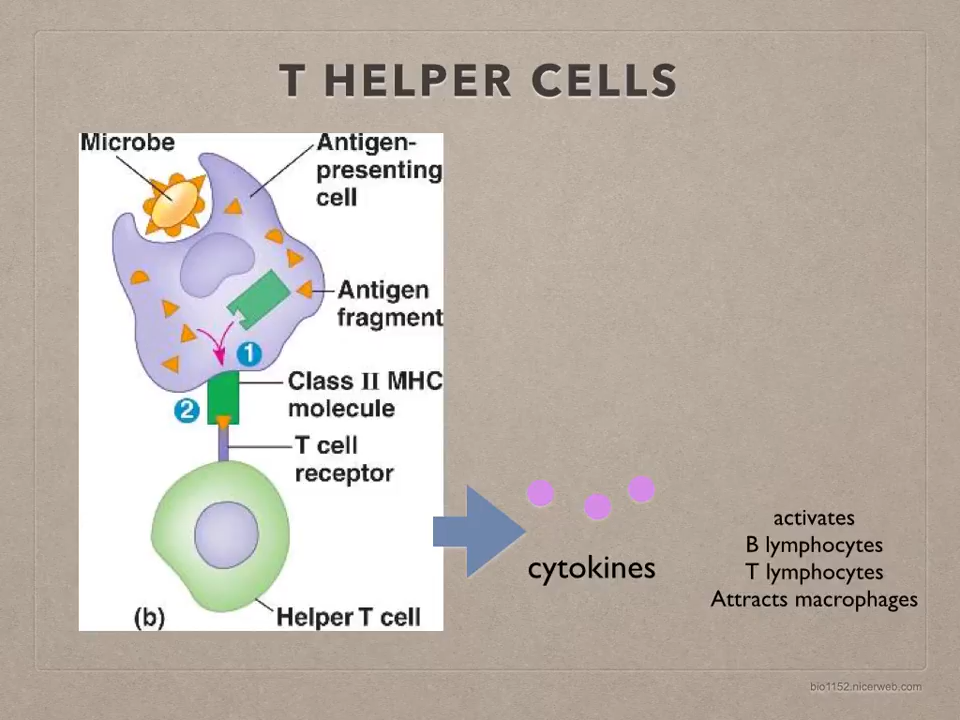 T HELPER CELLS
Microbe
Antigen-
presenting
cell
Antigen
fragment
1
Class II MHC
molecule
2
T cell
receptor
Helper T cell
(b)
cytokines
activates
B lymphocytes
T lymphocytes
Attracts macrophages
bio1152.nicerweb.com